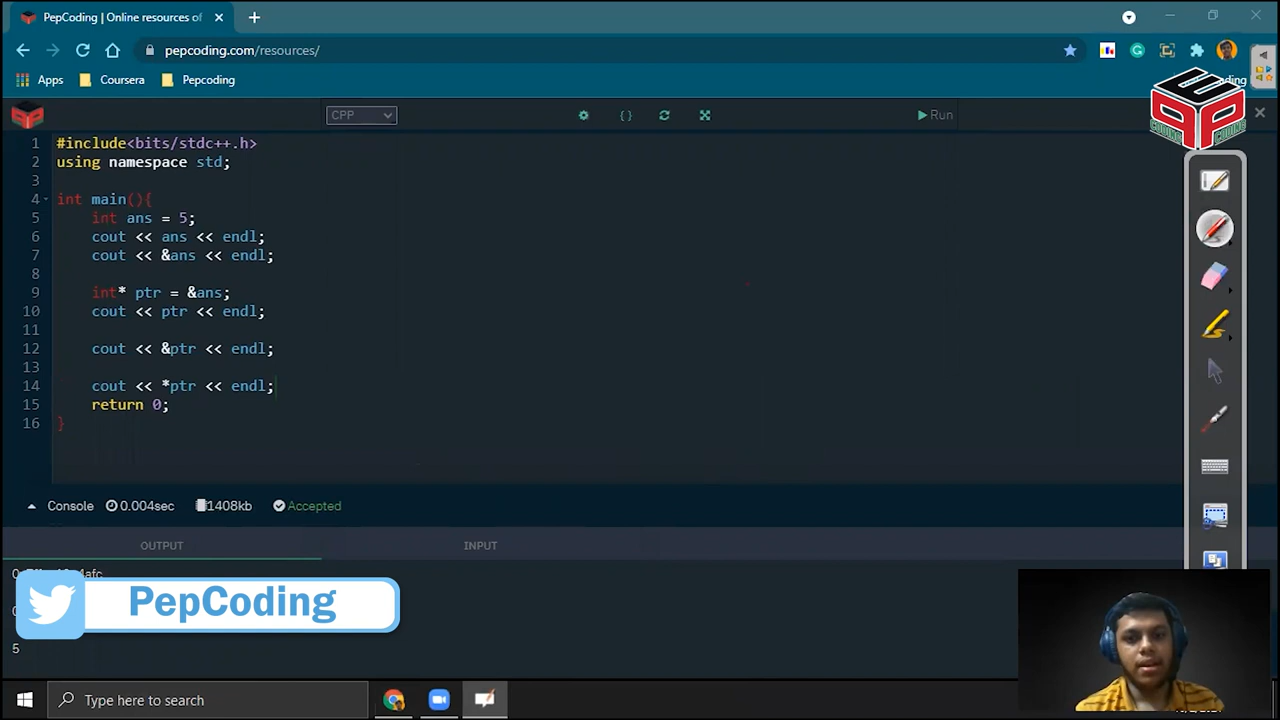 PepCoding | Online resources of
pepcoding.com/resources/
Apps Coursera Pepcoding
CPP Run
1 #include<bits/stdc++.h>
2 using namespace std;
3
4 int main(){
5 int ans = 5;
6 cout << ans << endl;
7 cout << &ans << endl;
8
9 int* ptr = &ans;
10 cout << ptr << endl;
11
12 cout << &ptr << endl;
13
14 cout << *ptr << endl;
15 return 0;
16 }
PEP
CODING
Console 0.004sec 1408kb Accepted
OUTPUT INPUT
PepCoding
5
Type here to search